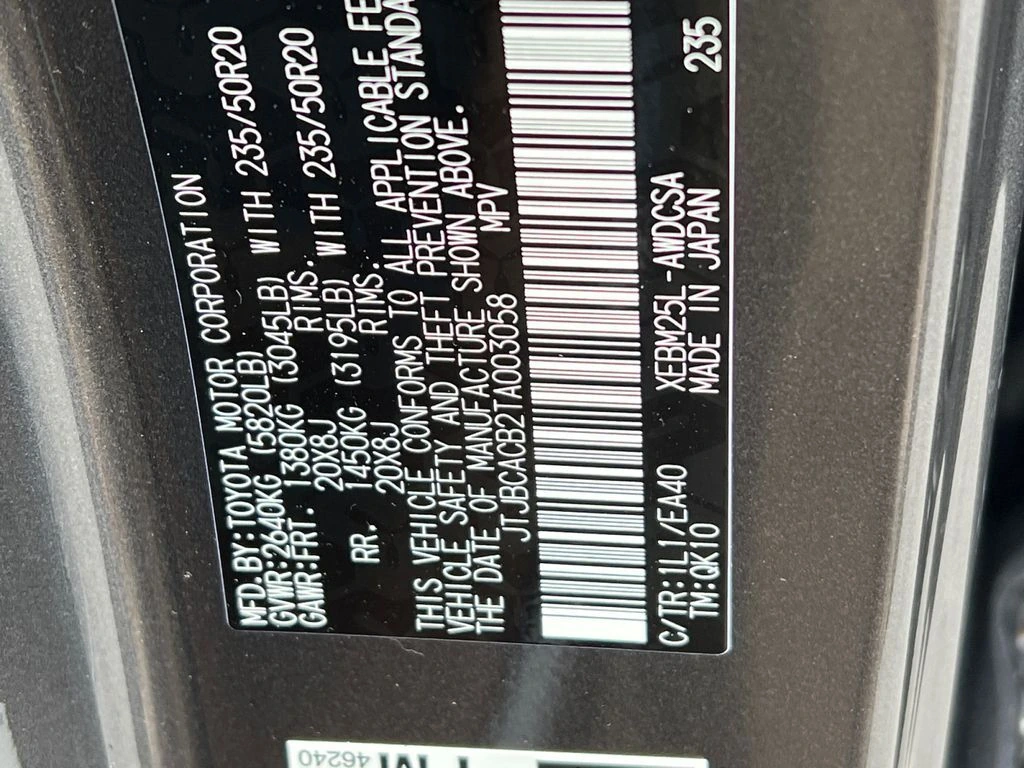 MFD.BY:TOYOTA MOTOR CORPORATION
GVWR:2640KG (5820LB)
GAWR:FRT. 1380KG (3045LB) WITH 235/50R20
20X8J RIMS.
RR. 1450KG (3195LB) WITH 235/50R20
20X8J RIMS.
THIS VEHICLE CONFORMS TO ALL APPLICABLE FE
VEHICLE SAFETY AND THEFT PREVENTION STANDA
THE DATE OF MANUFACTURE SHOWN ABOVE.
JTJBCACB2TA003058 MPV
C/TR:1L1/EA40 XEBM25L-AWDCSA 235
TM:QK10 MADE IN JAPAN
46240